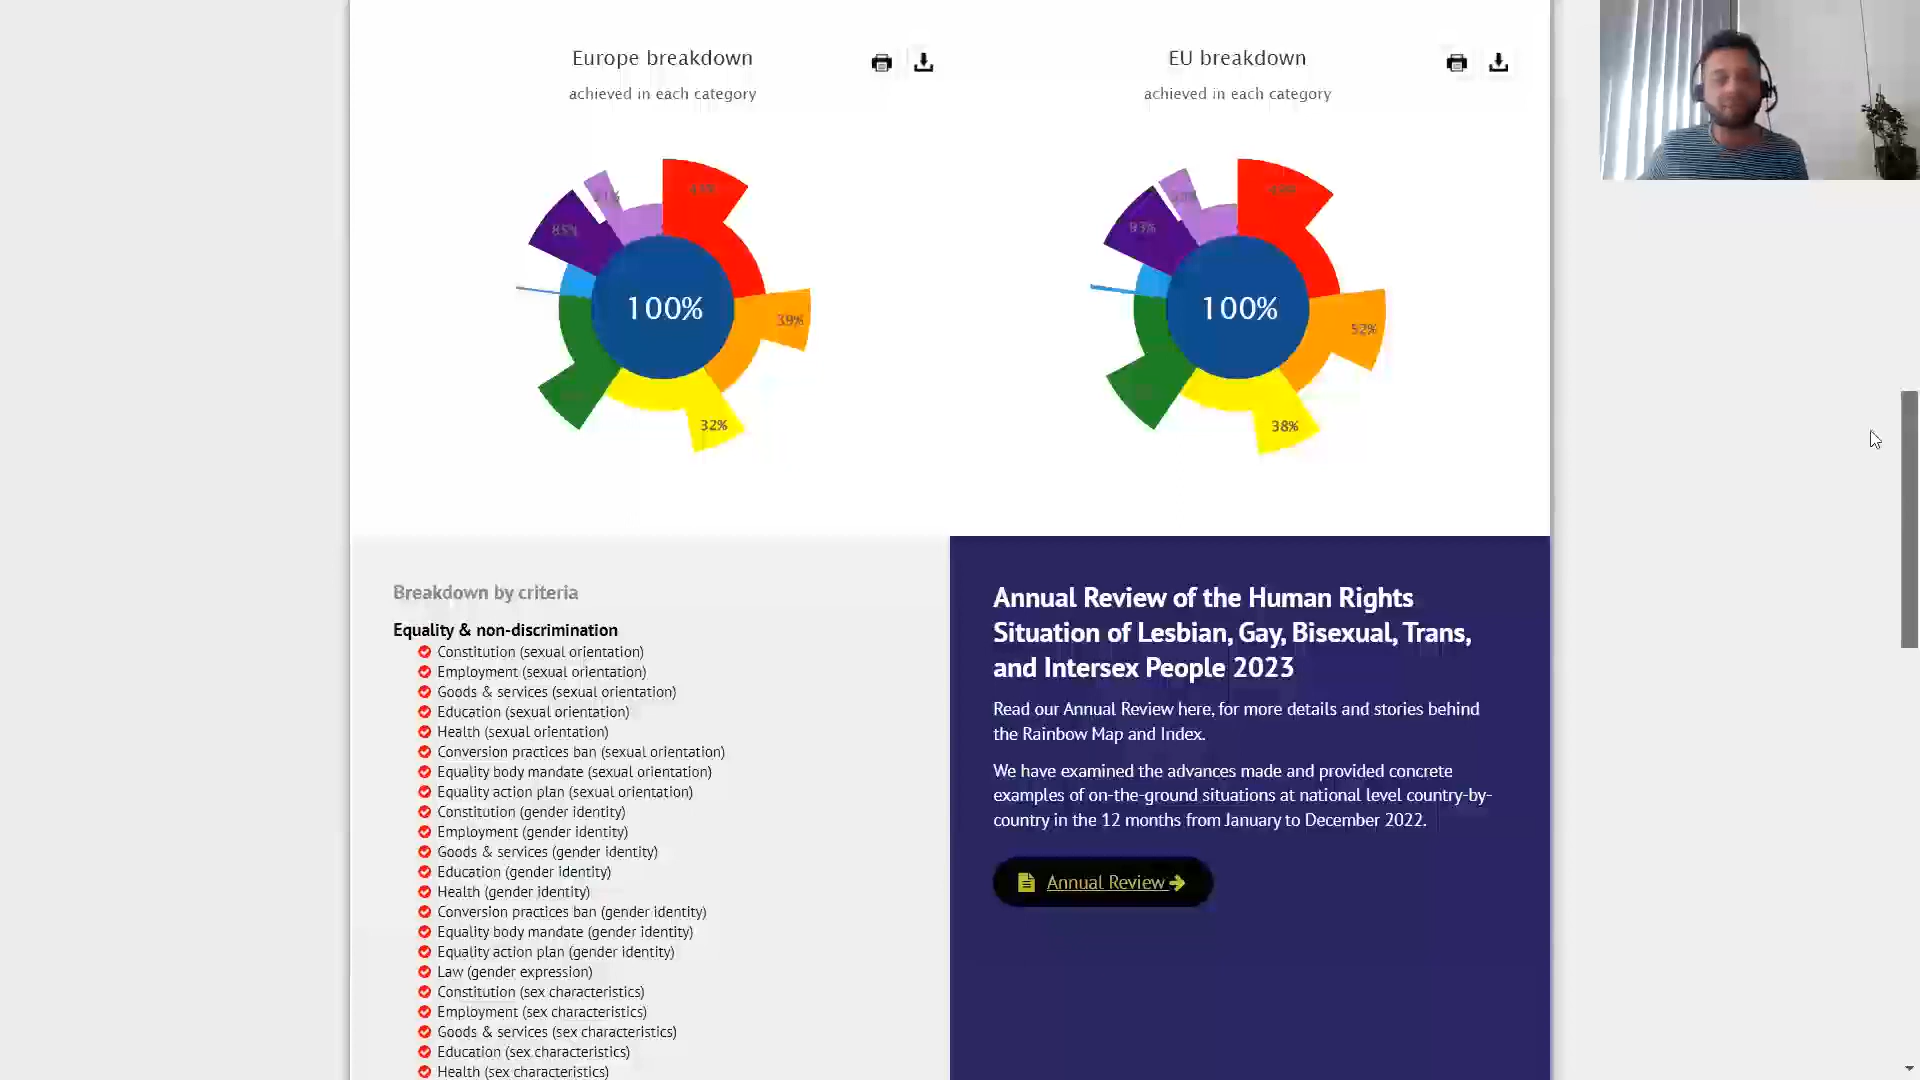 Europe breakdown
achieved in each category
EU breakdown
achieved in each category
85%
100%
39%
32%
93%
100%
52%
38%
Breakdown by criteria
Equality & non-discrimination
Constitution (sexual orientation)
Employment (sexual orientation)
Goods & services (sexual orientation)
Education (sexual orientation)
Health (sexual orientation)
Conversion practices ban (sexual orientation)
Equality body mandate (sexual orientation)
Equality action plan (sexual orientation)
Constitution (gender identity)
Employment (gender identity)
Goods & services (gender identity)
Education (gender identity)
Health (gender identity)
Conversion practices ban (gender identity)
Equality body mandate (gender identity)
Equality action plan (gender identity)
Law (gender expression)
Constitution (sex characteristics)
Employment (sex characteristics)
Goods & services (sex characteristics)
Education (sex characteristics)
Health (sex characteristics)
Annual Review of the Human Rights
Situation of Lesbian, Gay, Bisexual, Trans,
and Intersex People 2023
Read our Annual Review here, for more details and stories behind
the Rainbow Map and Index.
We have examined the advances made and provided concrete
examples of on-the-ground situations at national level country-by-
country in the 12 months from January to December 2022.
Annual Review